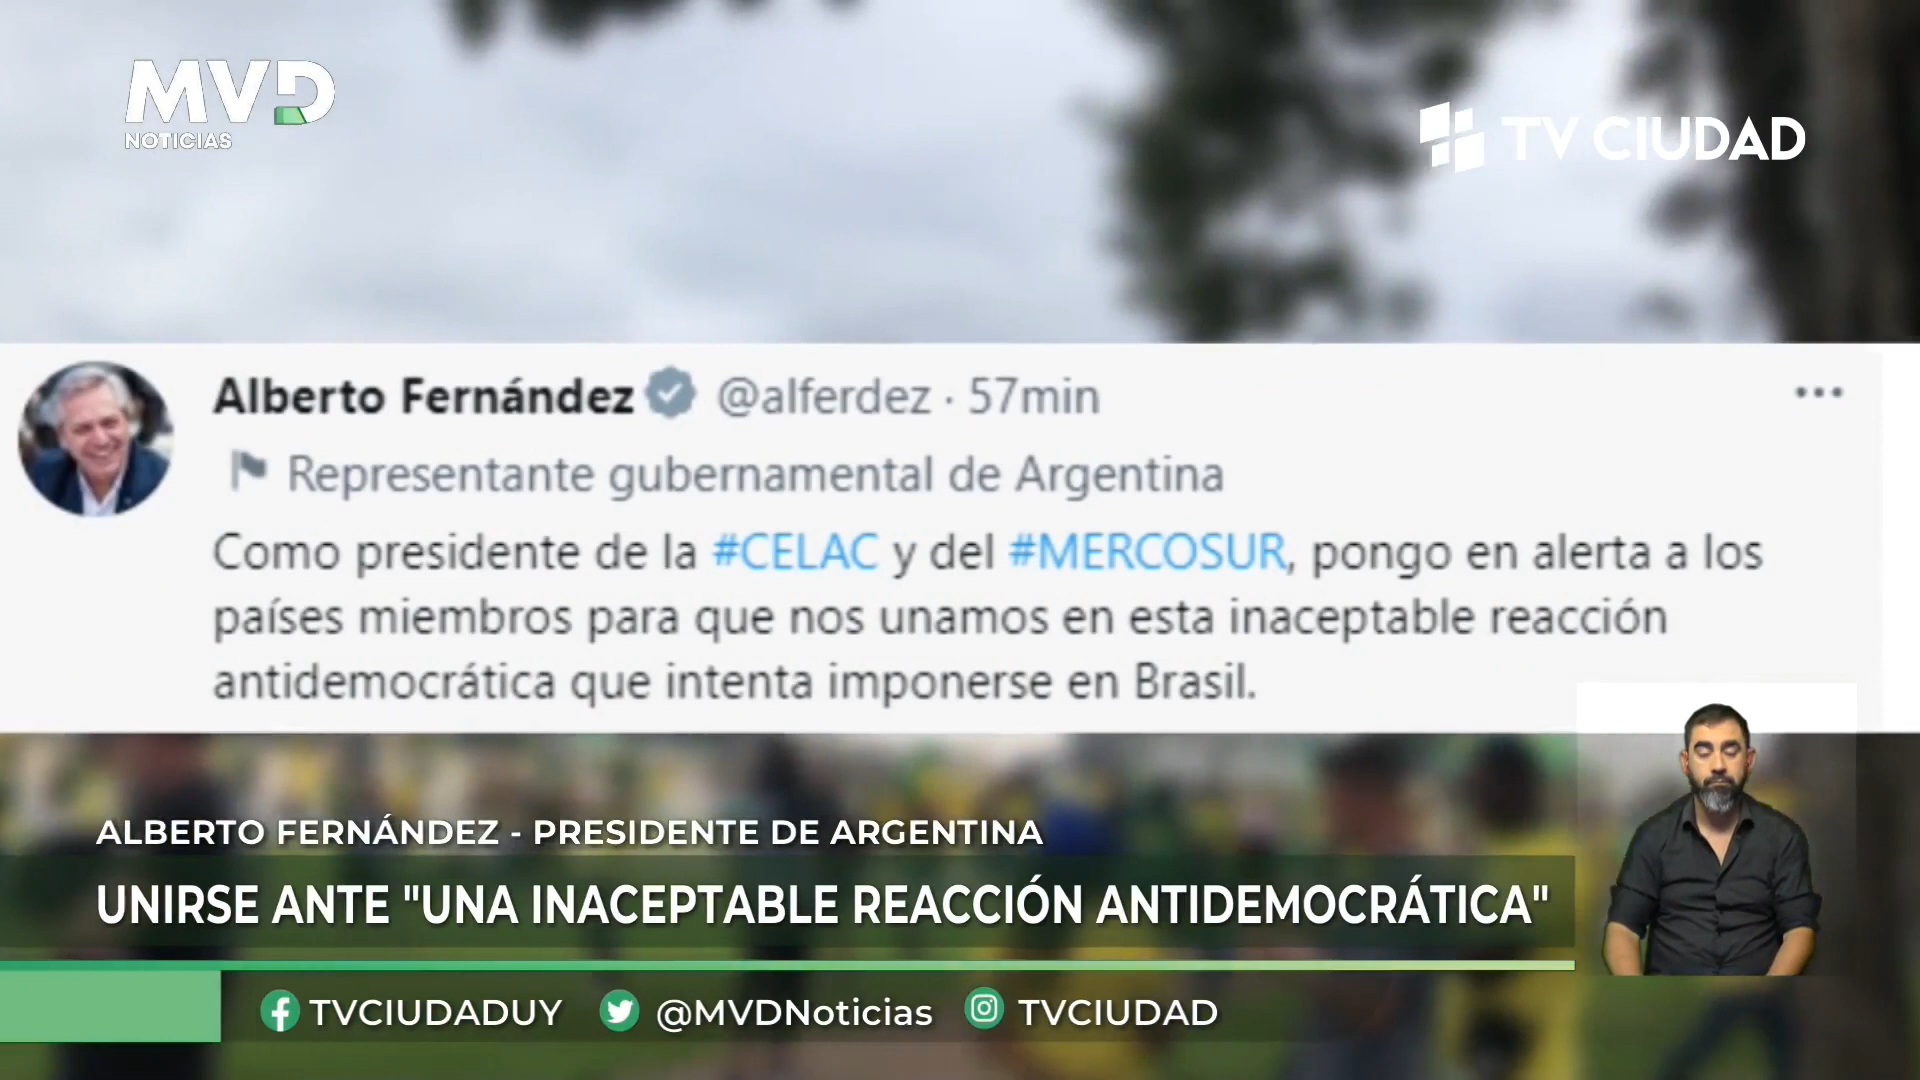 MVD
NOTICIAS
TV CIUDAD
Alberto Fernández @alferdez · 57min
Representante gubernamental de Argentina
Como presidente de la #CELAC y del #MERCOSUR, pongo en alerta a los
países miembros para que nos unamos en esta inaceptable reacción
antidemocrática que intenta imponerse en Brasil.
ALBERTO FERNÁNDEZ - PRESIDENTE DE ARGENTINA
UNIRSE ANTE "UNA INACEPTABLE REACCIÓN ANTIDEMOCRÁTICA"
TVCIUDADUY @MVDNoticias TVCIUDAD